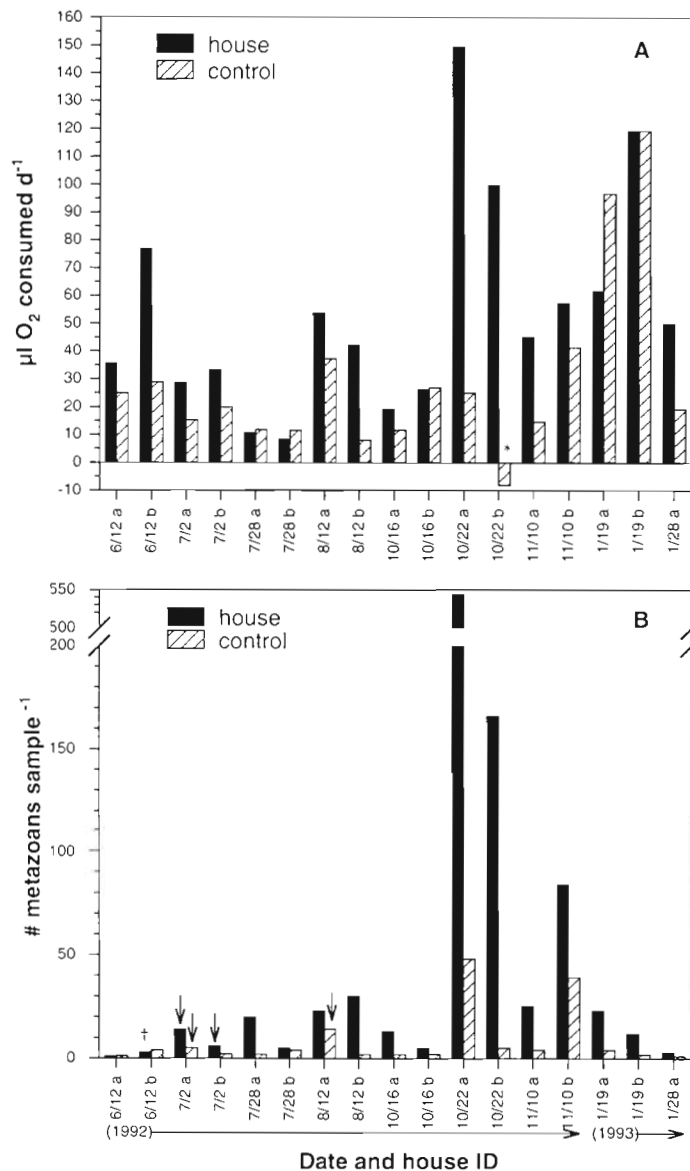 160
150
140
130
120
110
100
90
80
70
60
50
40
30
20
10
0
-10
µl O₂ consumed d⁻¹
house
control
A
*
6/12 a
6/12 b
7/2 a
7/2 b
7/28 a
7/28 b
8/12 a
8/12 b
10/16 a
10/16 b
10/22 a
10/22 b
11/10 a
11/10 b
1/19 a
1/19 b
1/28 a
550
500
200
150
100
50
0
# metazoans sample⁻¹
house
control
B
‡
6/12 a
6/12 b
7/2 a
7/2 b
7/28 a
7/28 b
8/12 a
8/12 b
10/16 a
10/16 b
10/22 a
10/22 b
11/10 a
11/10 b
1/19 a
1/19 b
1/28 a
(1992)
(1993)
Date and house ID